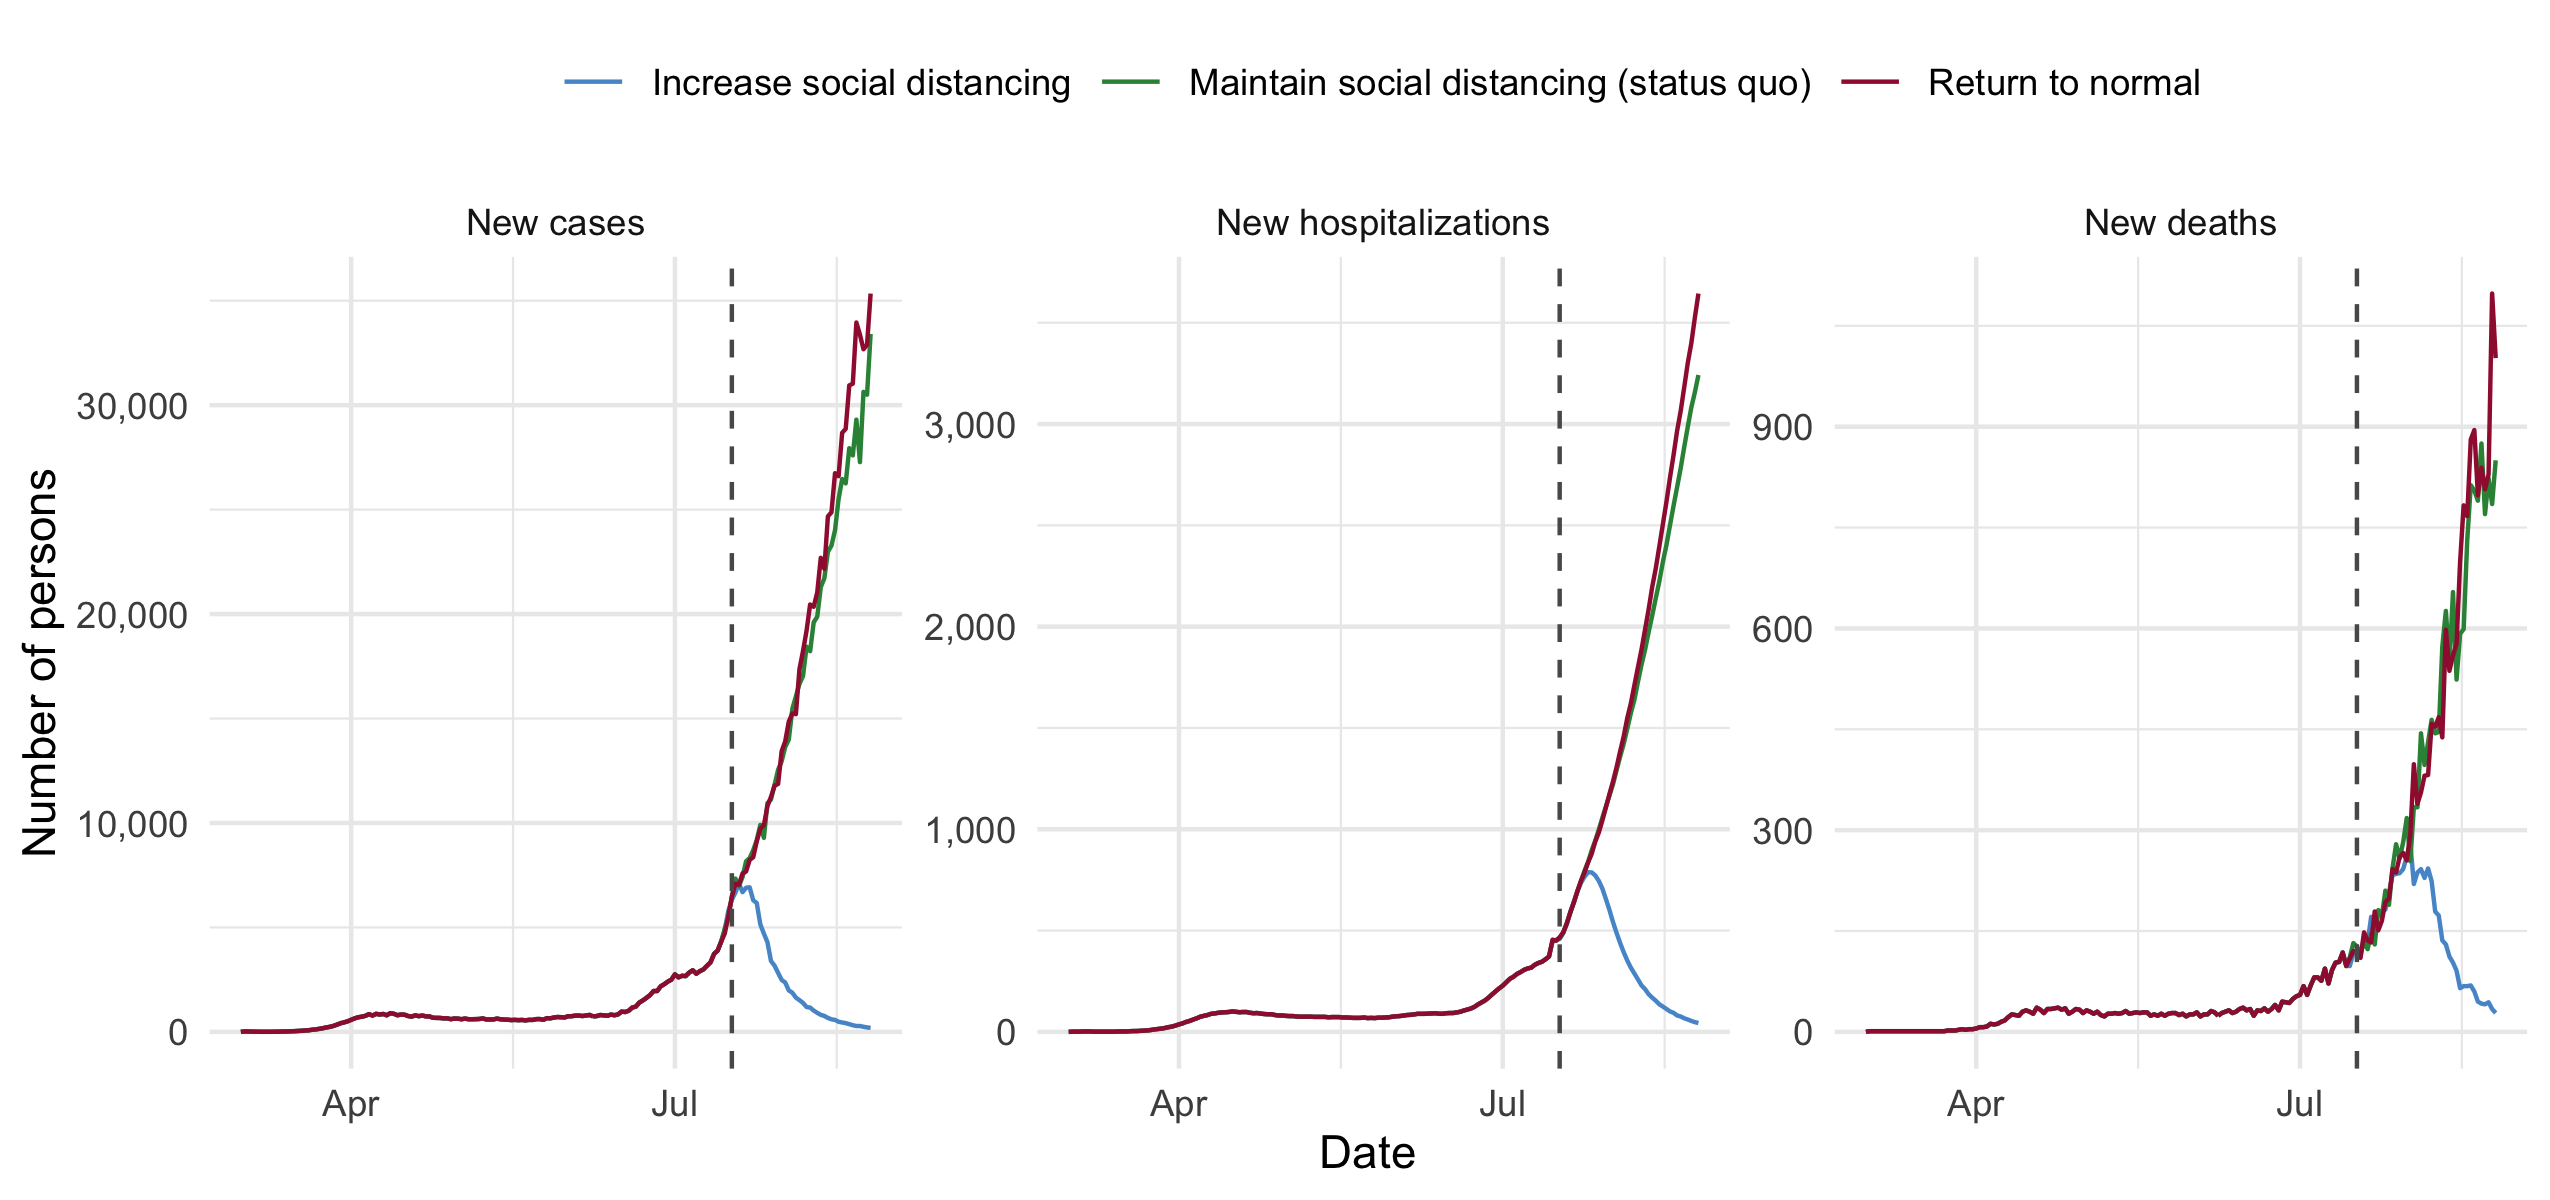 Increase social distancing Maintain social distancing (status quo) Return to normal
New cases New hospitalizations New deaths
Number of persons
30,000
20,000
10,000
0
3,000
2,000
1,000
0
900
600
300
0
Apr Jul Apr Jul Apr Jul
Date